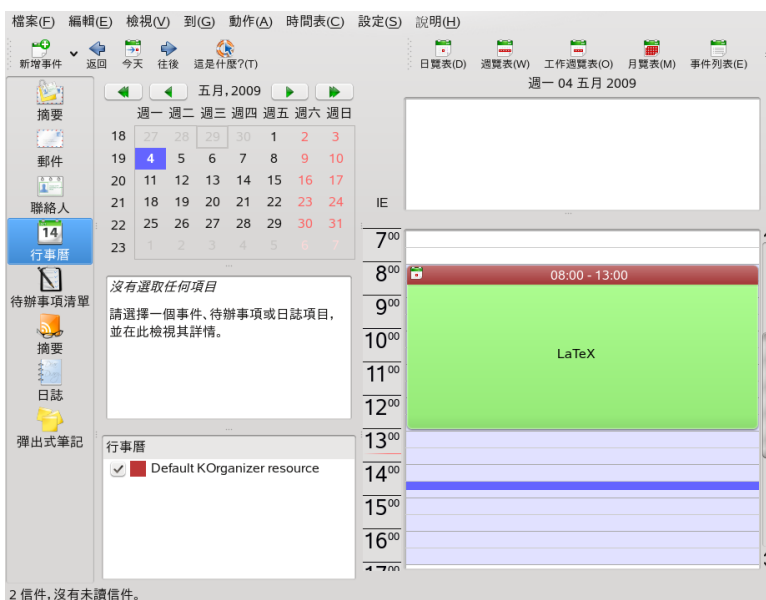 檔案(F) 編輯(E) 檢視(V) 到(G) 動作(A) 時間表(C) 設定(S) 說明(H)
新增事件 返回 今天 往後 這是什麼?(T) 日覽表(D) 週覽表(W) 工作週覽表(O) 月覽表(M) 事件列表(E)
週一 04 五月 2009
摘要
郵件
聯絡人
14
行事曆
待辦事項清單
摘要
日誌
彈出式筆記
五月, 2009
週一 週二 週三 週四 週五 週六 週日
18 27 28 29 30 1 2 3
19 4 5 6 7 8 9 10
20 11 12 13 14 15 16 17
21 18 19 20 21 22 23 24
22 25 26 27 28 29 30 31
23 1 2 3 4 5 6 7
沒有選取任何項目
請選擇一個事件、待辦事項或日誌項目,
並在此檢視其詳情。
行事曆
Default KOrganizer resource
IE
700
800
08:00 - 13:00
900
1000
LaTeX
1100
1200
1300
1400
1500
1600
1700
2 信件, 沒有未讀信件。